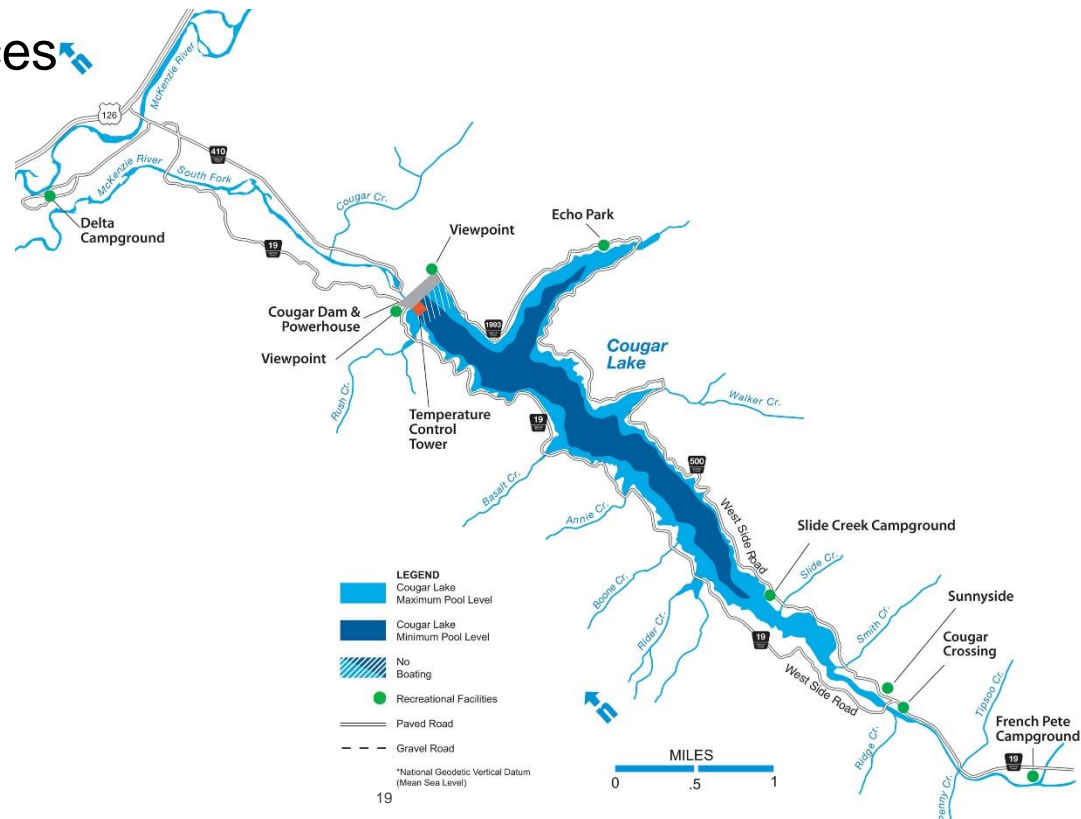 n
McKenzie River
126
410
McKenzie River
South Fork
Cougar Cr.
Delta
Campground
19
Viewpoint
Echo Park
Cougar Dam &
Powerhouse
Viewpoint
1993
Cougar
Lake
Rush Cr.
Temperature
Control
Tower
19
Walker Cr.
500
Basalt Cr.
Annie Cr.
West Side Road
Slide Creek Campground
Slide Cr.
Boone Cr.
Rider Cr.
Smith Cr.
Sunnyside
Cougar
Crossing
19
West Side Road
Tipsoo Cr.
Ridge Cr.
French Pete
Campground
19
LEGEND
Cougar Lake
Maximum Pool Level
Cougar Lake
Minimum Pool Level
No
Boating
Recreational Facilities
Paved Road
Gravel Road
*National Geodetic Vertical Datum
(Mean Sea Level)
n
MILES
0 .5 1
19